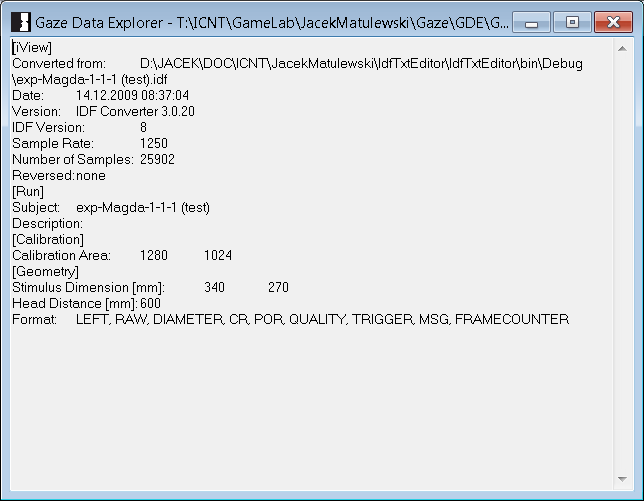 Gaze Data Explorer - T:\ICNT\GameLab\JacekMatulewski\Gaze\GDE\G...
[iView]
Converted from: D:\JACEK\DOC\ICNT\JacekMatulewski\IdfTxtEditor\IdfTxtEditor\bin\Debug
\exp-Magda-1-1-1 (test).idf
Date: 14.12.2009 08:37:04
Version: IDF Converter 3.0.20
IDF Version: 8
Sample Rate: 1250
Number of Samples: 25902
Reversed: none
[Run]
Subject: exp-Magda-1-1-1 (test)
Description:
[Calibration]
Calibration Area: 1280 1024
[Geometry]
Stimulus Dimension [mm]: 340 270
Head Distance [mm]: 600
Format: LEFT, RAW, DIAMETER, CR, POR, QUALITY, TRIGGER, MSG, FRAMECOUNTER